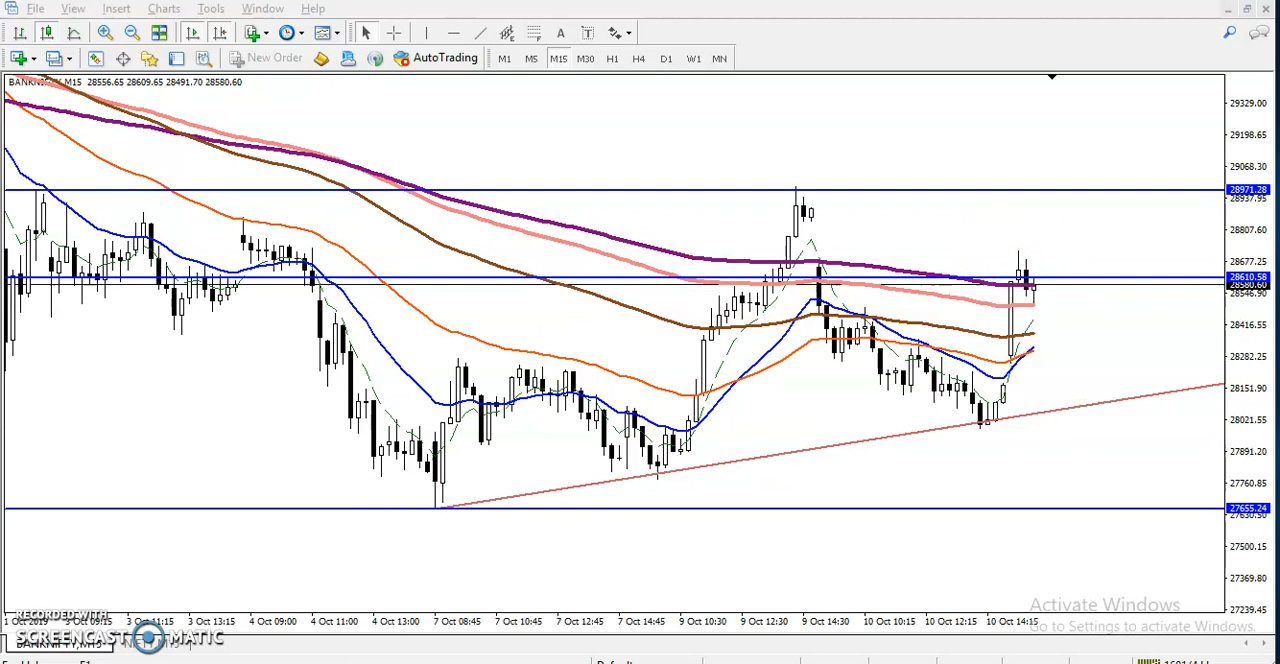 File View Insert Charts Tools Window Help
New Order AutoTrading M1 M5 M15 M30 H1 H4 D1 W1 MN
28556.65 28609.65 28491.70 28580.60
29329.00
29198.65
29068.30
28971.28
28937.95
28807.60
28677.25
28610.58
28580.60
28546.90
28416.55
28282.25
28151.90
28021.55
27891.20
27760.85
27655.24
27630.50
27500.15
27369.80
27239.45
Activate Windows
Go to Settings to activate Windows.
RECORDED WITH
1 Oct 2019 3 Oct 09:15 3 Oct 11:15 3 Oct 13:15 4 Oct 09:00 4 Oct 11:00 4 Oct 13:00 7 Oct 08:45 7 Oct 10:45 7 Oct 12:45 7 Oct 14:45 9 Oct 10:30 9 Oct 12:30 9 Oct 14:30 10 Oct 10:15 10 Oct 12:15 10 Oct 14:15
SCREENCAST MATIC